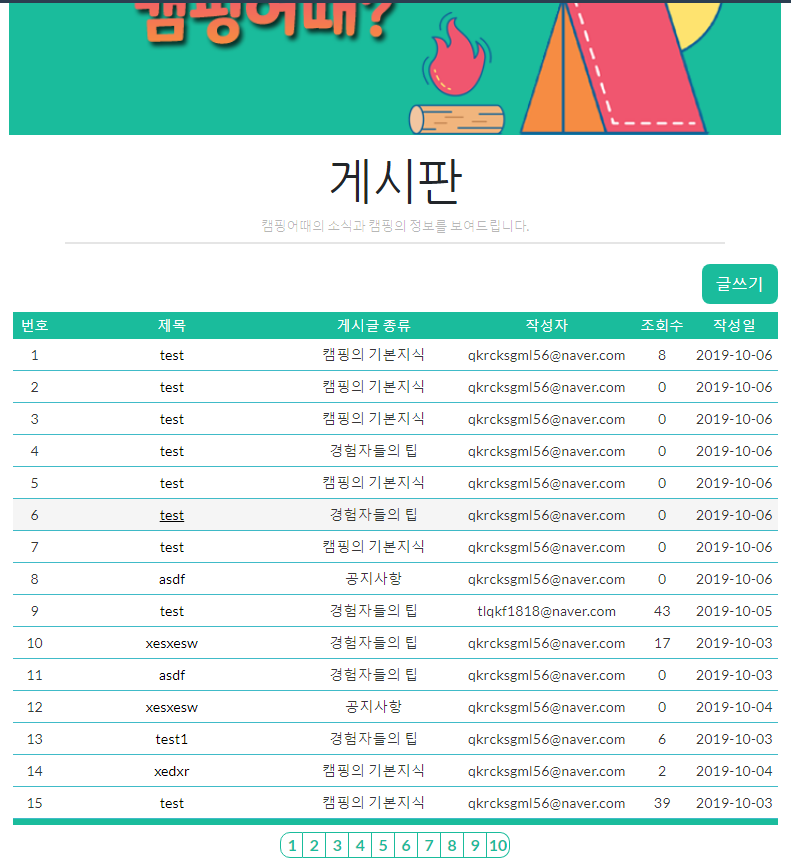 캠핑어때?
게시판
캠핑어때의 소식과 캠핑의 정보를 보여드립니다.
글쓰기
번호 제목 게시글 종류 작성자 조회수 작성일
1 test 캠핑의 기본지식 qkrcksgml56@naver.com 8 2019-10-06
2 test 캠핑의 기본지식 qkrcksgml56@naver.com 0 2019-10-06
3 test 캠핑의 기본지식 qkrcksgml56@naver.com 0 2019-10-06
4 test 경험자들의 팁 qkrcksgml56@naver.com 0 2019-10-06
5 test 캠핑의 기본지식 qkrcksgml56@naver.com 0 2019-10-06
6 test 경험자들의 팁 qkrcksgml56@naver.com 0 2019-10-06
7 test 캠핑의 기본지식 qkrcksgml56@naver.com 0 2019-10-06
8 asdf 공지사항 qkrcksgml56@naver.com 0 2019-10-06
9 test 경험자들의 팁 tlqkf1818@naver.com 43 2019-10-05
10 xesxesw 경험자들의 팁 qkrcksgml56@naver.com 17 2019-10-03
11 asdf 경험자들의 팁 qkrcksgml56@naver.com 0 2019-10-03
12 xesxesw 공지사항 qkrcksgml56@naver.com 0 2019-10-04
13 test1 경험자들의 팁 qkrcksgml56@naver.com 6 2019-10-03
14 xedxr 캠핑의 기본지식 qkrcksgml56@naver.com 2 2019-10-04
15 test 캠핑의 기본지식 qkrcksgml56@naver.com 39 2019-10-03
1 2 3 4 5 6 7 8 9 10